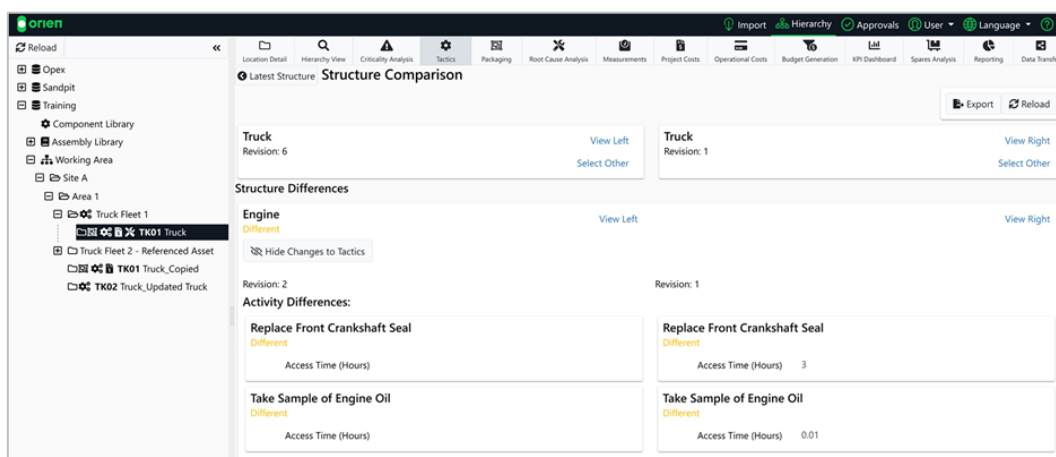 orien
Import Hierarchy Approvals User Language
Reload
Location Detail Hierarchy View Criticality Analysis Tactics Packaging Root Cause Analysis Measurements Project Costs Operational Costs Budget Generation KPI Dashboard Spares Analysis Reporting Data Transfe
Opex
Sandpit
Training
Component Library
Assembly Library
Working Area
Site A
Area 1
Truck Fleet 1
TK01 Truck
Truck Fleet 2 - Referenced Asset
TK01 Truck_Copied
TK02 Truck_Updated Truck
Latest Structure Structure Comparison
Export Reload
Truck
Revision: 6
View Left
Select Other
Truck
Revision: 1
View Right
Select Other
Structure Differences
Engine
Different
View Left
View Right
Hide Changes to Tactics
Revision: 2
Revision: 1
Activity Differences:
Replace Front Crankshaft Seal
Different
Access Time (Hours)
Replace Front Crankshaft Seal
Different
Access Time (Hours) 3
Take Sample of Engine Oil
Different
Access Time (Hours)
Take Sample of Engine Oil
Different
Access Time (Hours) 0.01